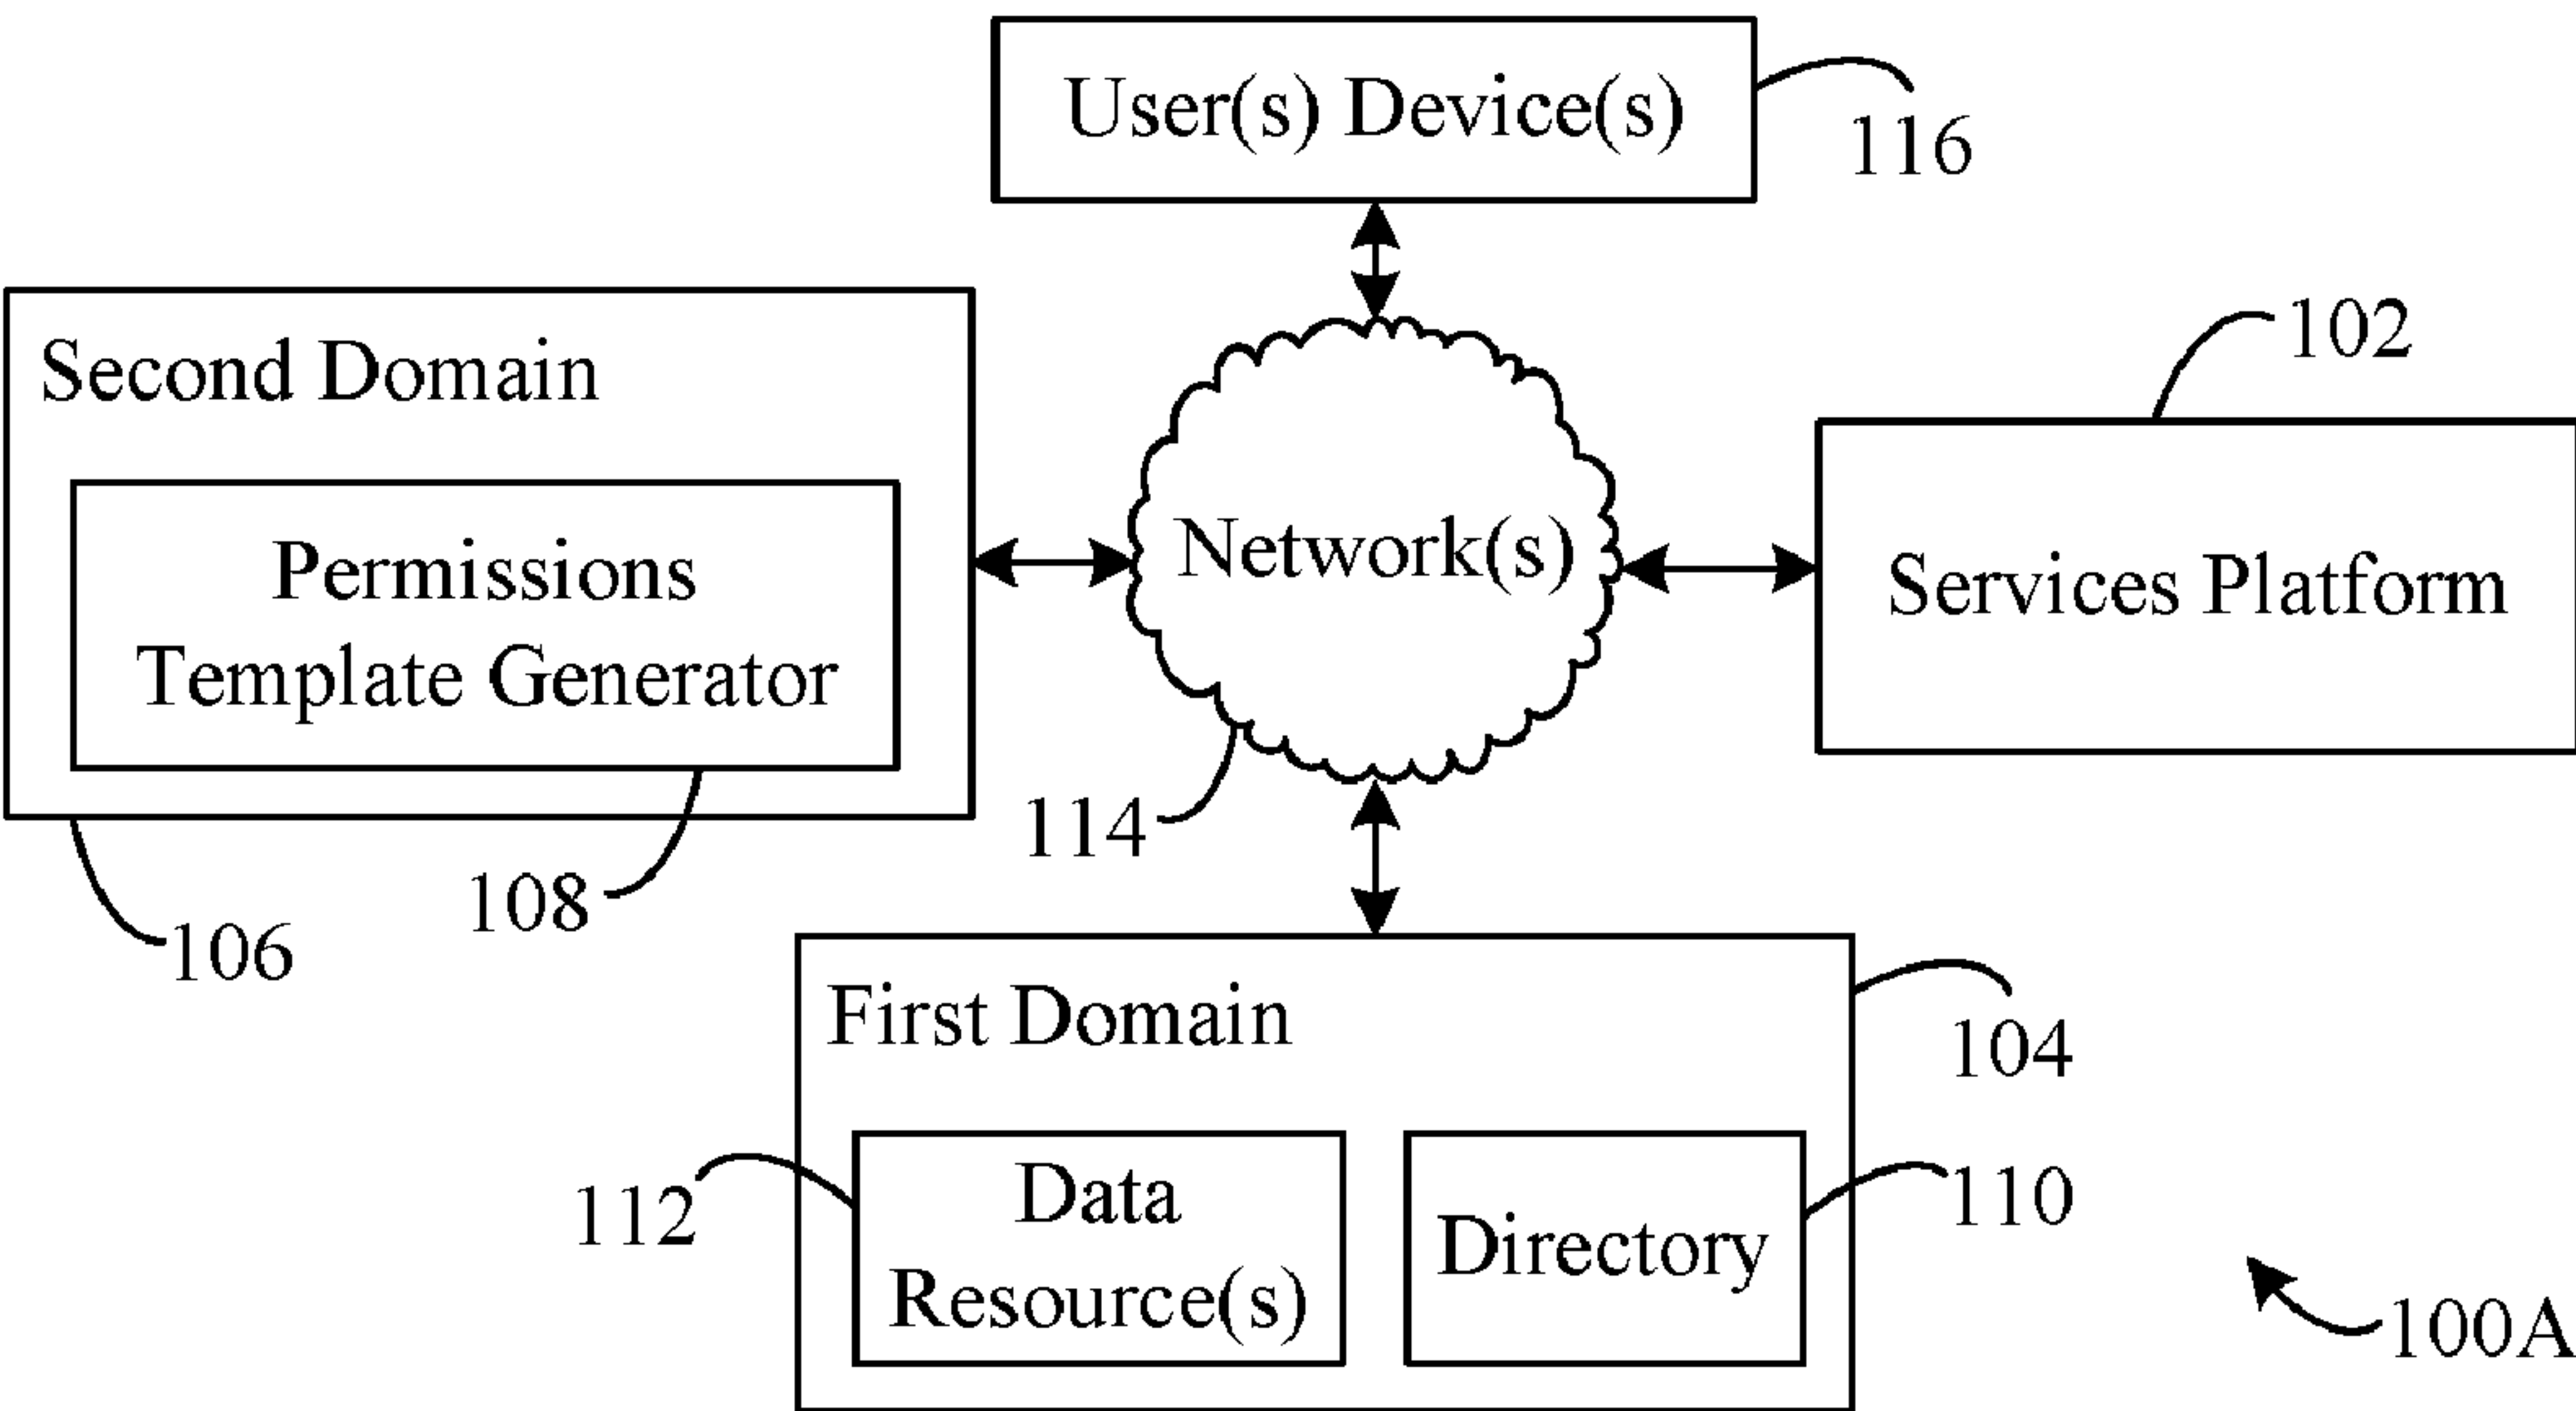 User(s) Device(s)
116
Second Domain
102
Permissions
Template Generator
Network(s)
Services Platform
114
108
106
First Domain
104
112
Data
Resource(s)
Directory
110
100A